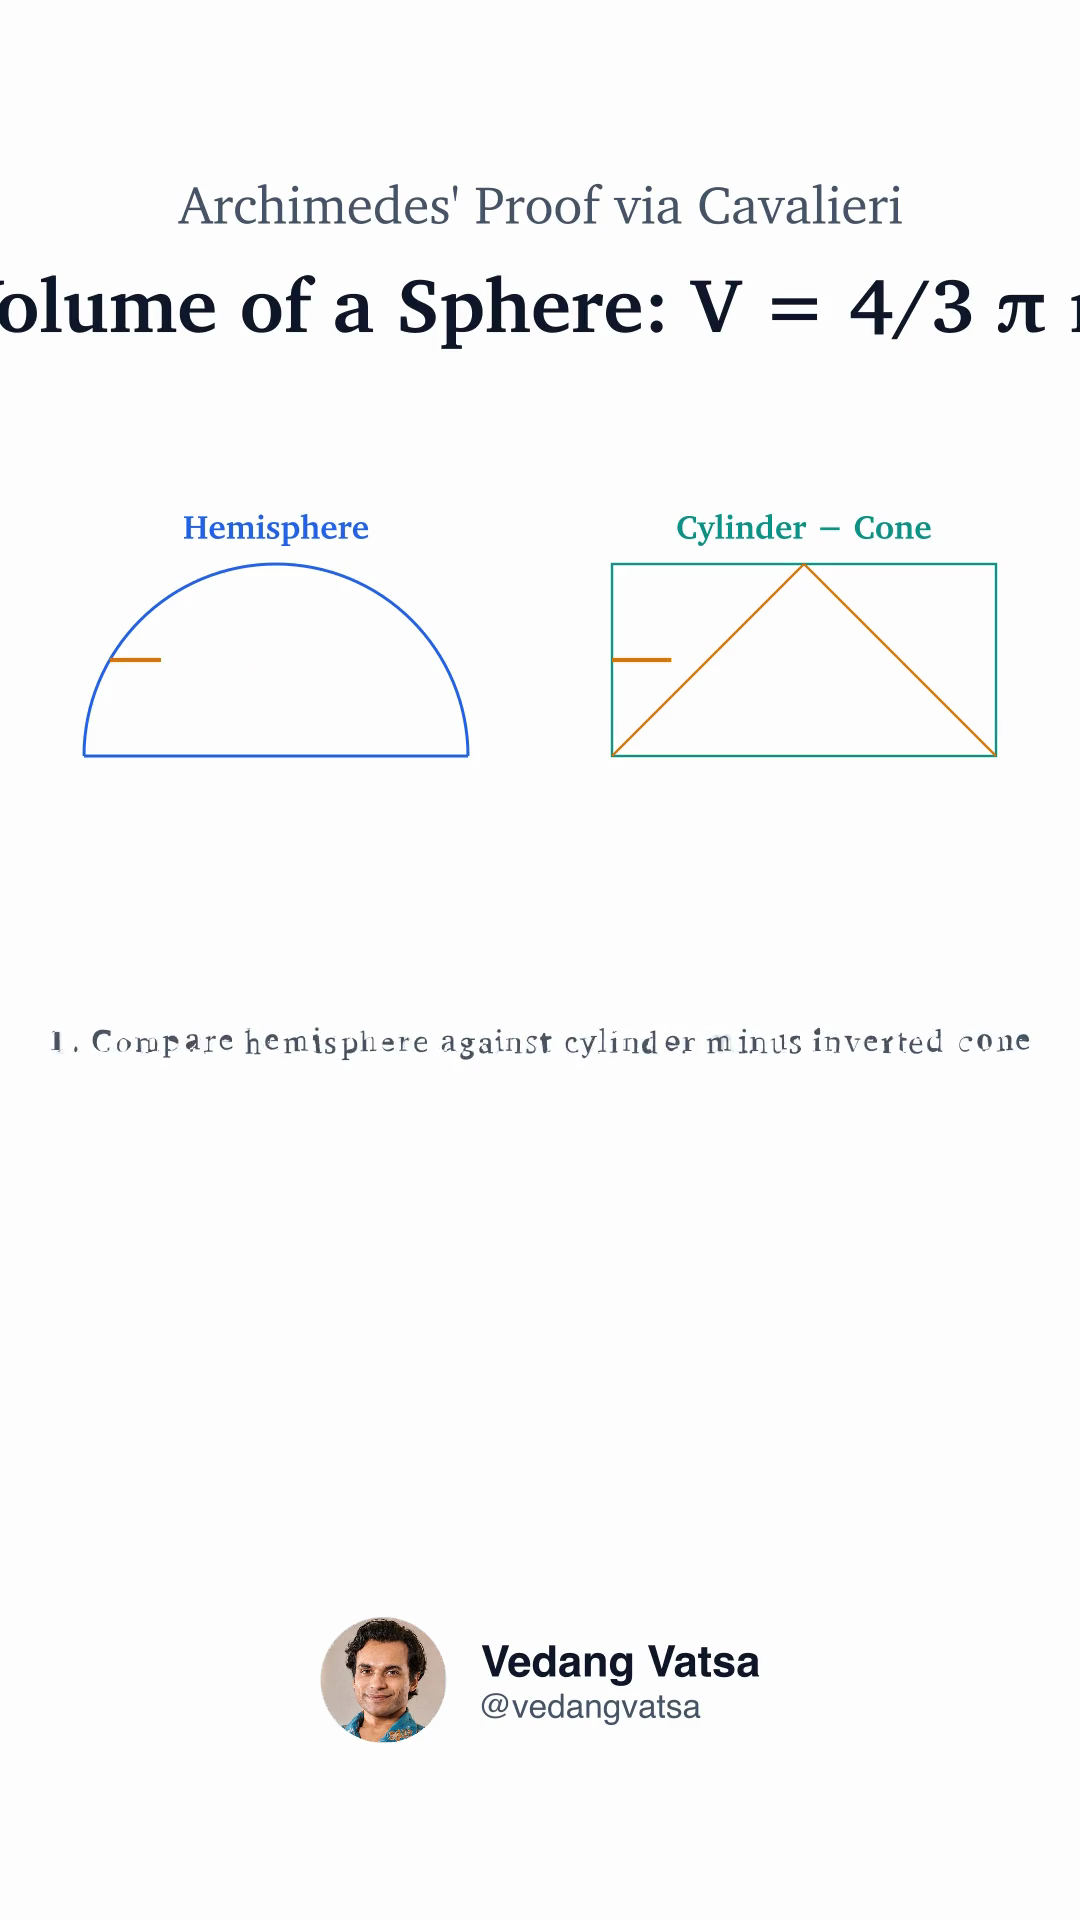 Archimedes' Proof via Cavalieri
olume of a Sphere: V = 4/3 π
Hemisphere
Cylinder − Cone
1. Compare hemisphere against cylinder minus inverted cone
Vedang Vatsa
@vedangvatsa